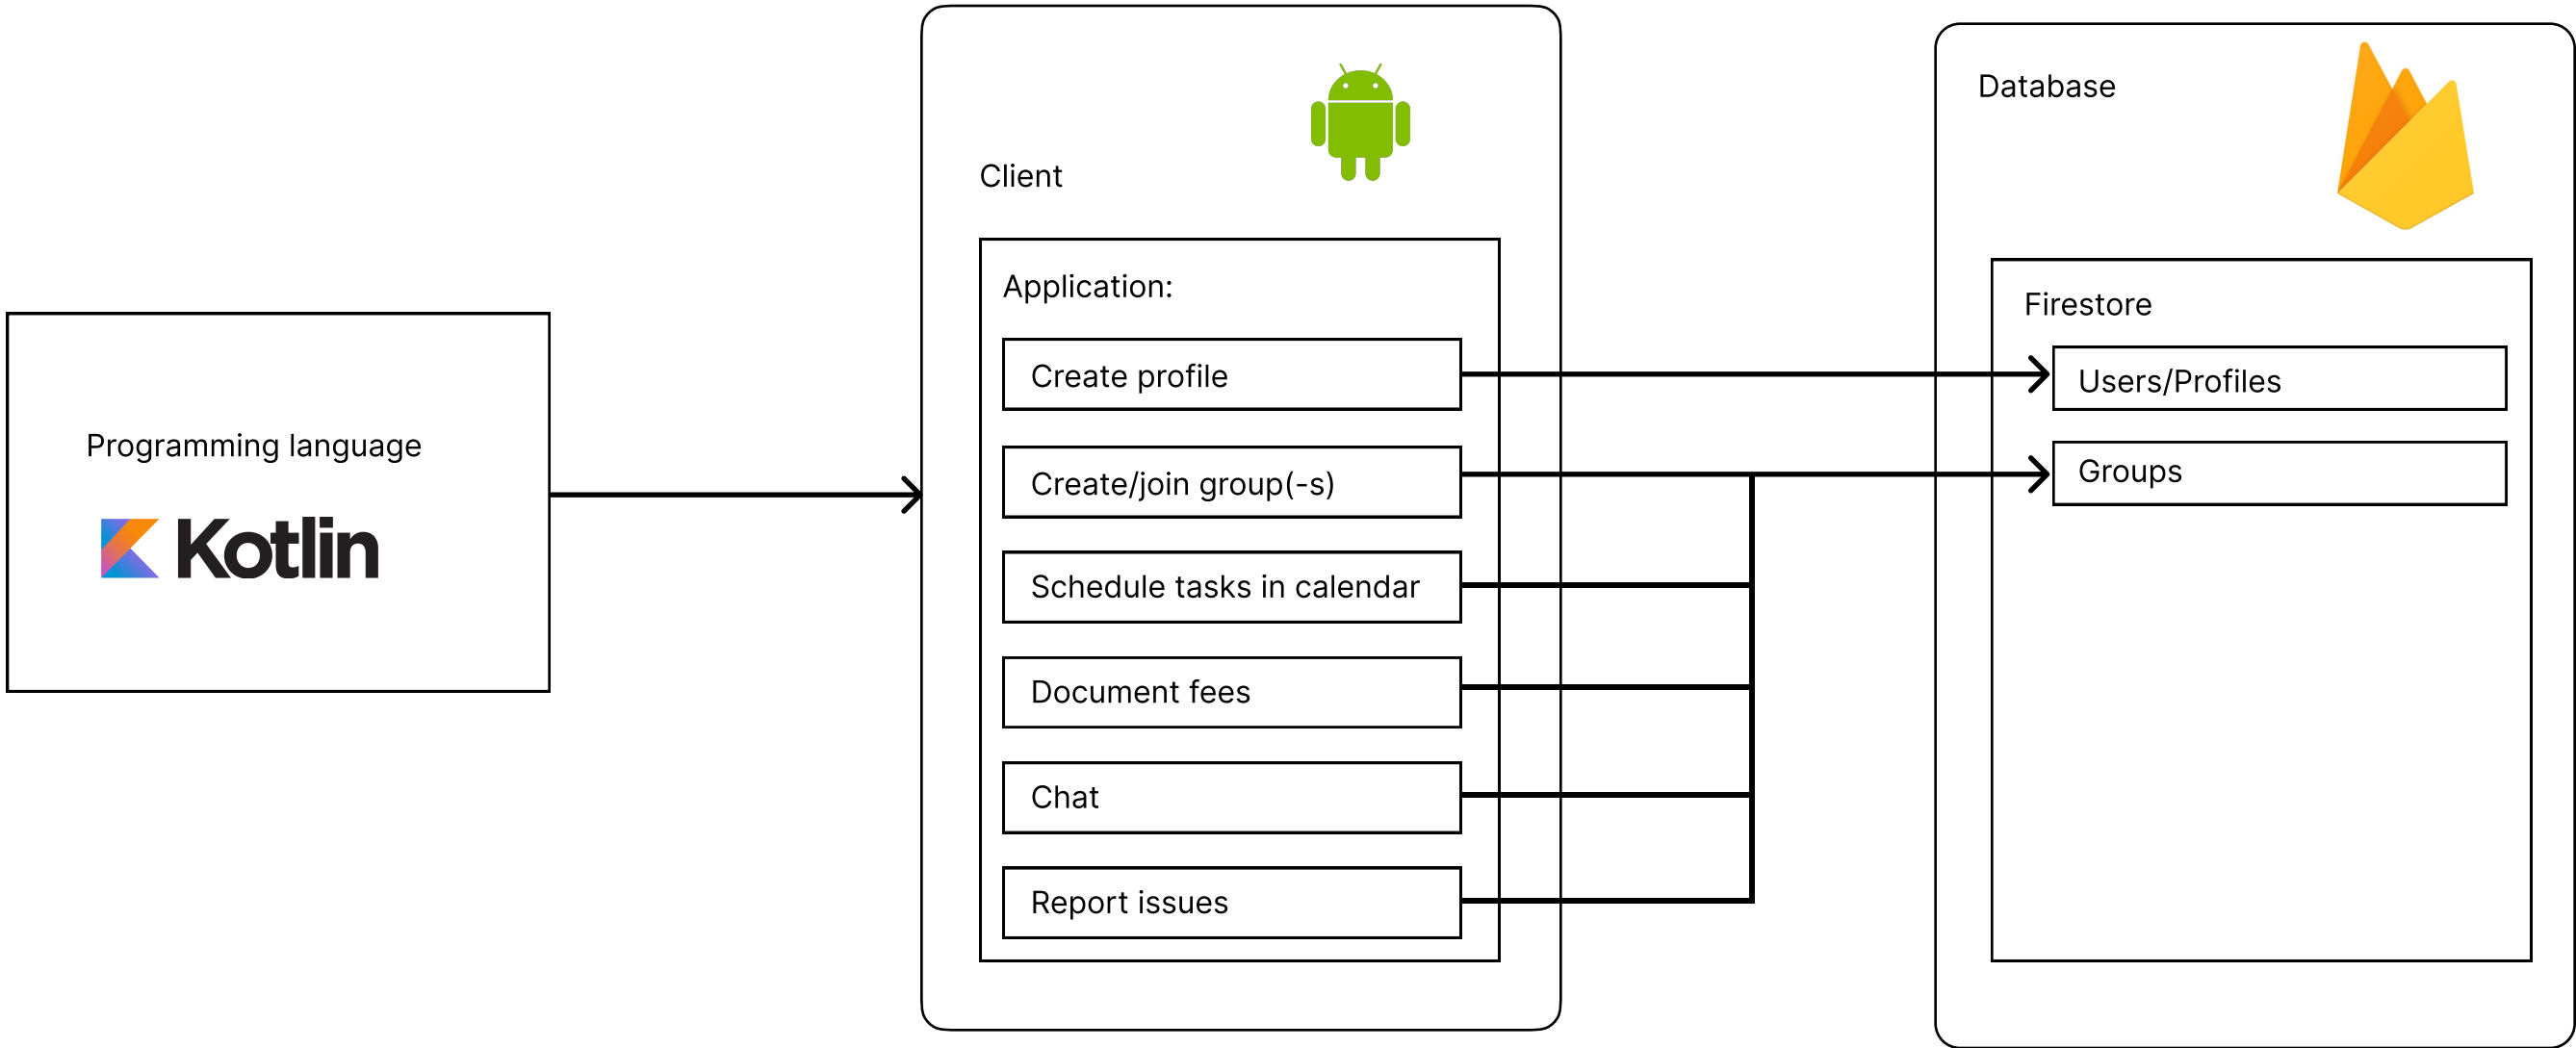 Programming language
Kotlin
Client
Application:
Create profile
Create/join group(-s)
Schedule tasks in calendar
Document fees
Chat
Report issues
Database
Firestore
Users/Profiles
Groups